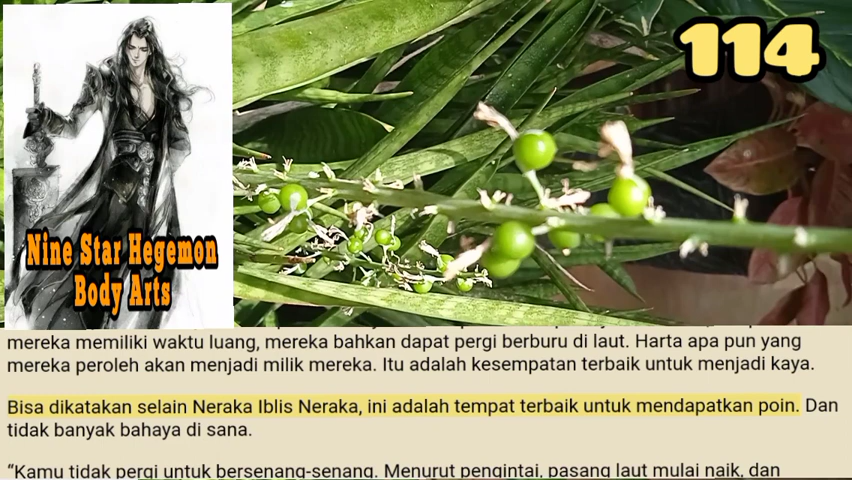 114
Nine Star Hegemon
Body Arts
mereka memiliki waktu luang, mereka bahkan dapat pergi berburu di laut. Harta apa pun yang
mereka peroleh akan menjadi milik mereka. Itu adalah kesempatan terbaik untuk menjadi kaya.
Bisa dikatakan selain Neraka Iblis Neraka, ini adalah tempat terbaik untuk mendapatkan poin. Dan
tidak banyak bahaya di sana.
“Kamu tidak pergi untuk bersenang-senang. Menurut pengintai, pasang laut mulai naik, dan